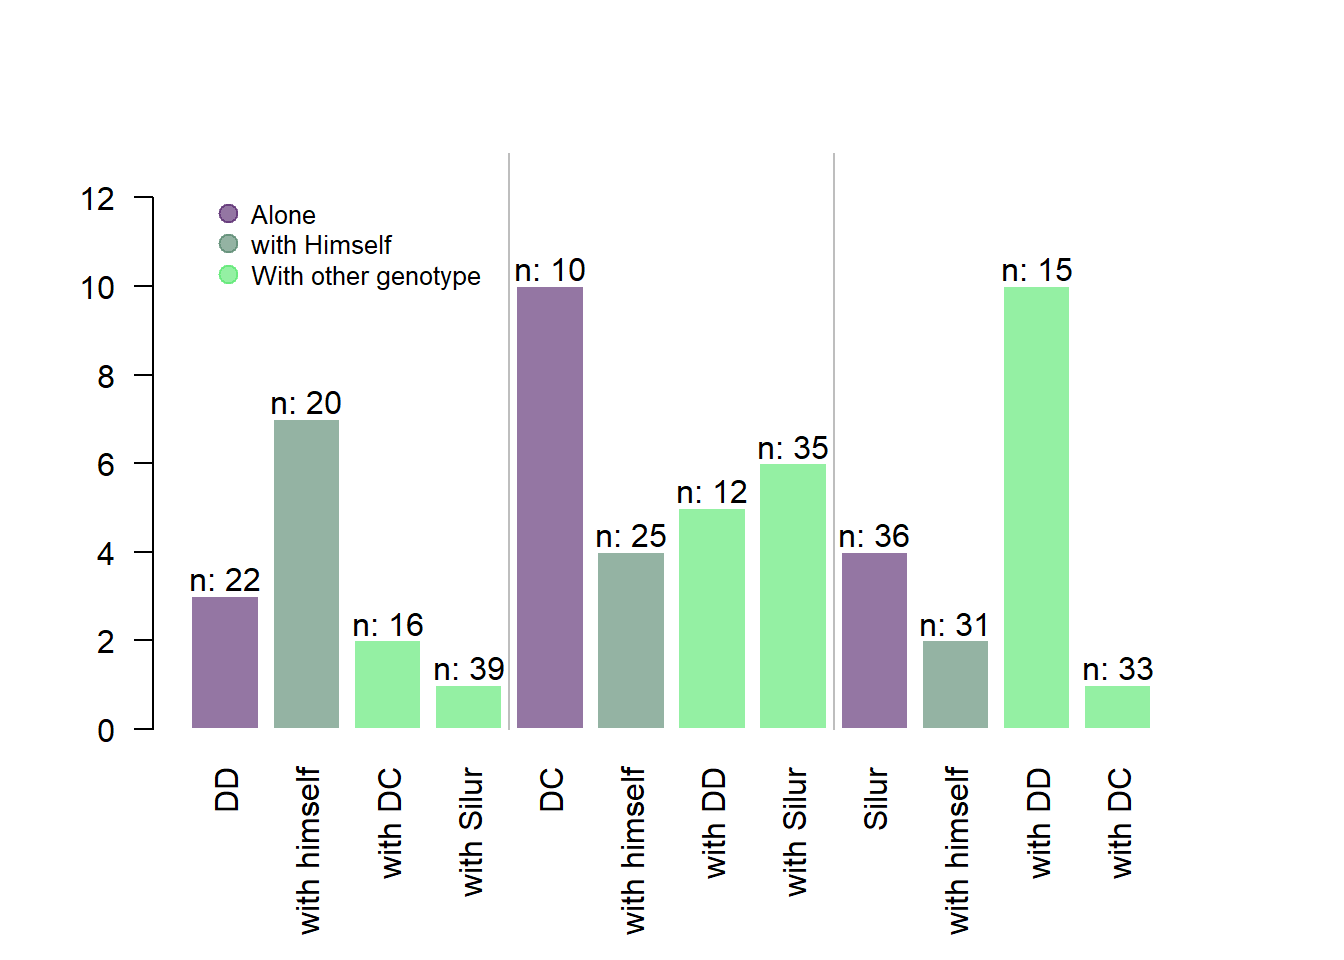 12
10
8
6
4
2
0
Alone
with Himself
With other genotype
n: 22
n: 20
n: 16
n: 39
n: 10
n: 25
n: 12
n: 35
n: 36
n: 31
n: 15
n: 33
DD
with himself
with DC
with Silur
DC
with himself
with DD
with Silur
Silur
with himself
with DD
with DC